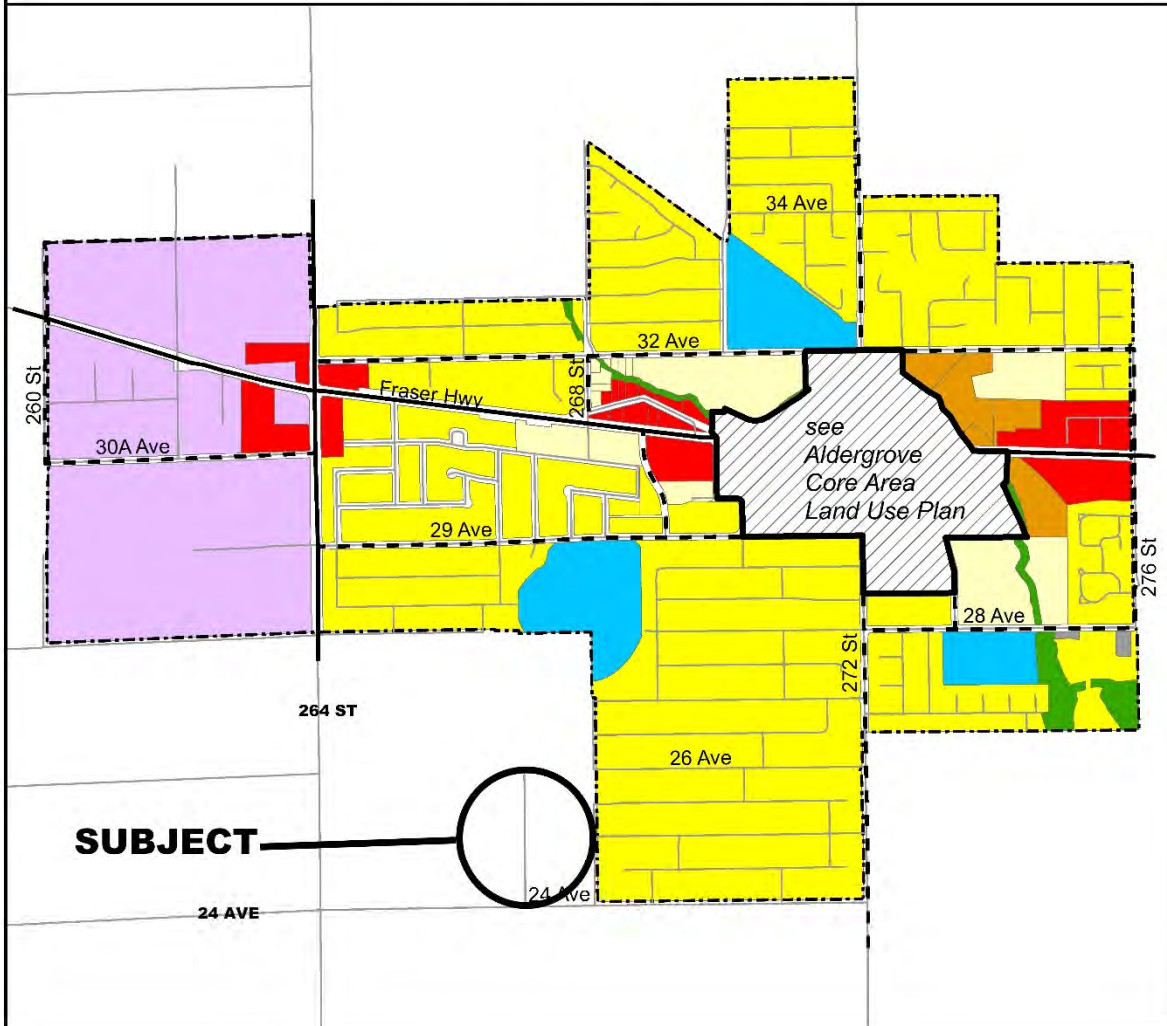 34 Ave
32 Ave
268 St
Fraser Hwy
260 St
30A Ave
see
Aldergrove
Core Area
Land Use Plan
29 Ave
276 St
28 Ave
272 St
264 ST
26 Ave
SUBJECT
24 Ave
24 AVE